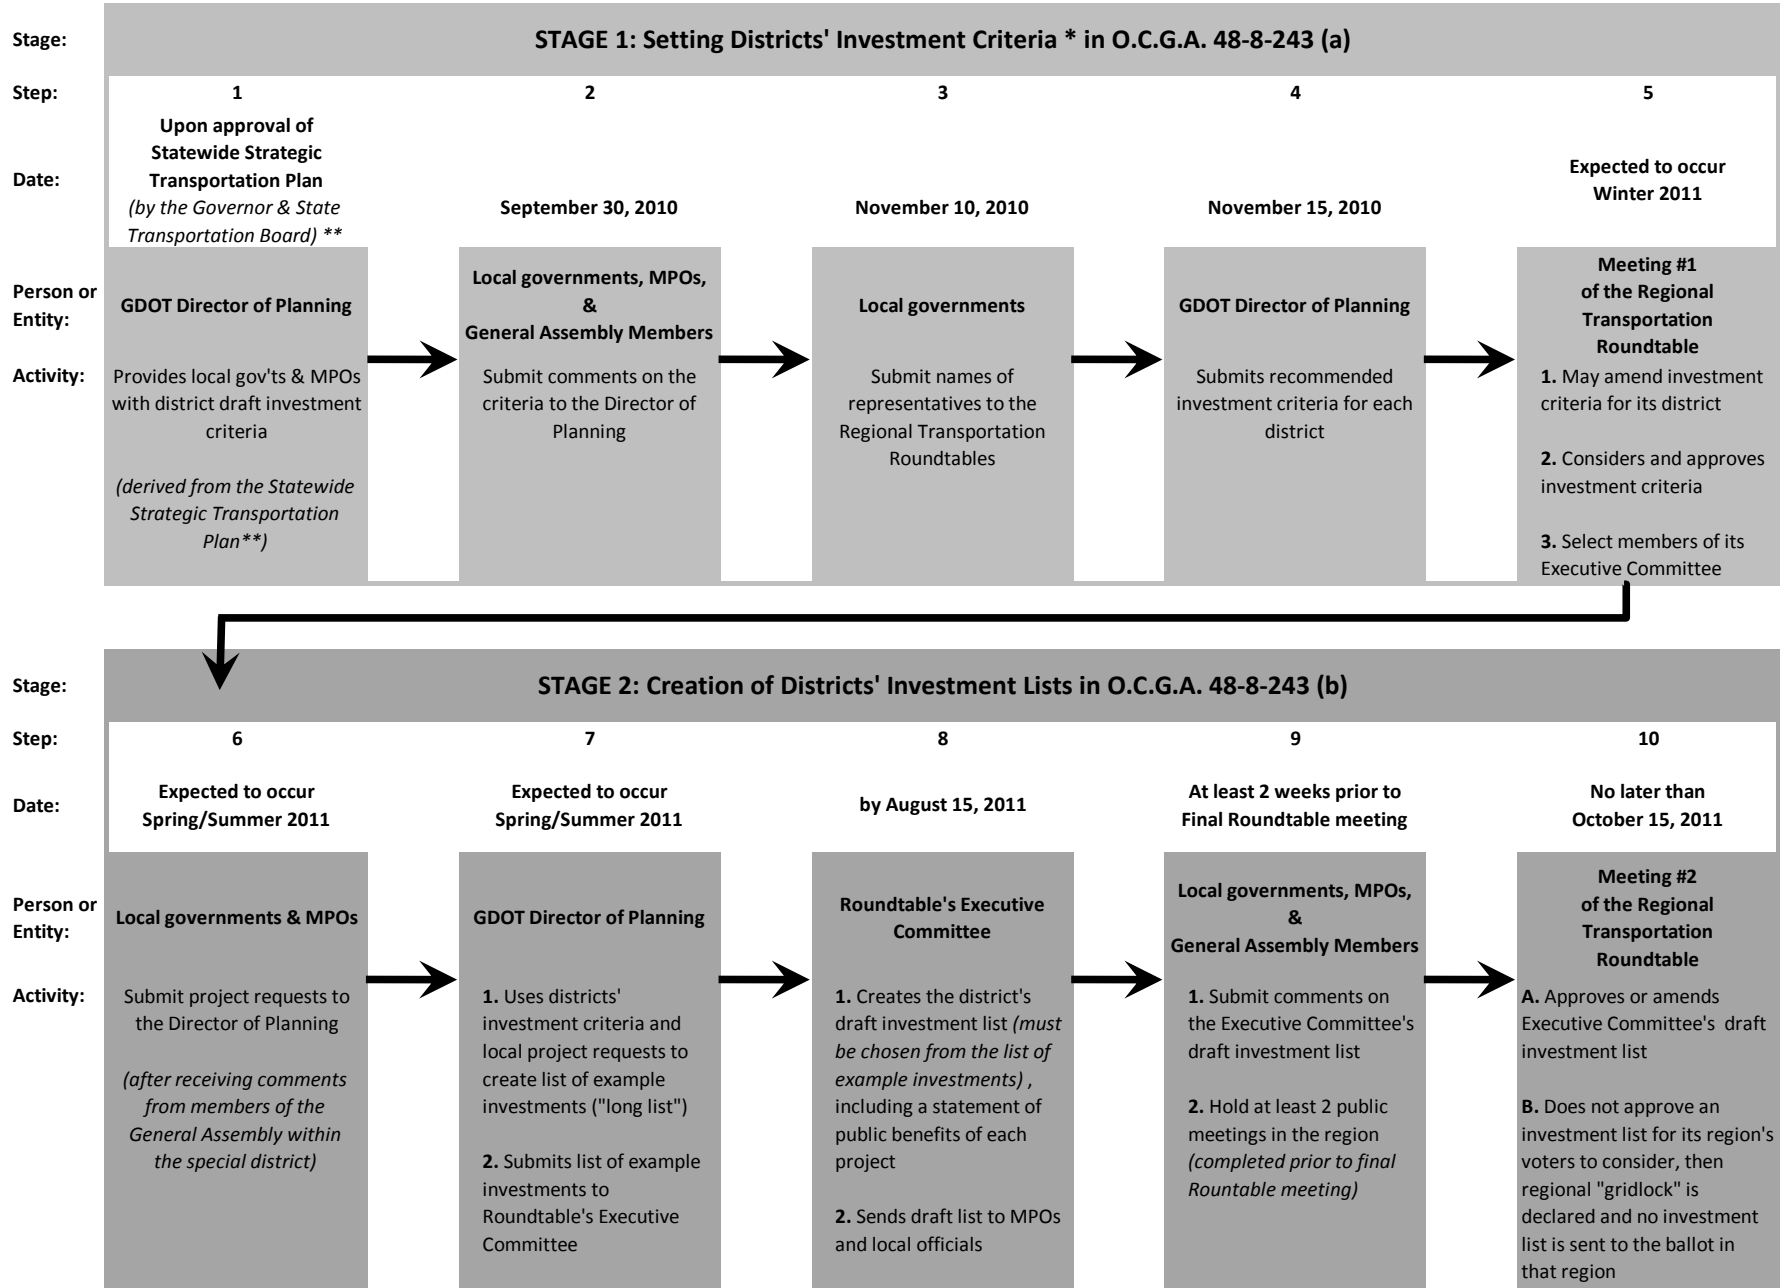 Stage:
STAGE 1: Setting Districts' Investment Criteria * in O.C.G.A. 48-8-243 (a)
Step:
1
2
3
4
5
Date:
Upon approval of
Statewide Strategic
Transportation Plan
(by the Governor & State
Transportation Board) **
September 30, 2010
November 10, 2010
November 15, 2010
Expected to occur
Winter 2011
Person or
Entity:
GDOT Director of Planning
Local governments, MPOs,
&
General Assembly Members
Local governments
GDOT Director of Planning
Meeting #1
of the Regional
Transportation
Roundtable
Activity:
Provides local gov'ts & MPOs
with district draft investment
criteria
(derived from the Statewide
Strategic Transportation
Plan**)
Submit comments on the
criteria to the Director of
Planning
Submit names of
representatives to the
Regional Transportation
Roundtables
Submits recommended
investment criteria for each
district
1. May amend investment
criteria for its district
2. Considers and approves
investment criteria
3. Select members of its
Executive Committee
Stage:
STAGE 2: Creation of Districts' Investment Lists in O.C.G.A. 48-8-243 (b)
Step:
6
7
8
9
10
Date:
Expected to occur
Spring/Summer 2011
Expected to occur
Spring/Summer 2011
by August 15, 2011
At least 2 weeks prior to
Final Roundtable meeting
No later than
October 15, 2011
Person or
Entity:
Local governments & MPOs
GDOT Director of Planning
Roundtable's Executive
Committee
Local governments, MPOs,
&
General Assembly Members
Meeting #2
of the Regional
Transportation
Roundtable
Activity:
Submit project requests to
the Director of Planning
(after receiving comments
from members of the
General Assembly within
the special district)
1. Uses districts'
investment criteria and
local project requests to
create list of example
investments ("long list")
2. Submits list of example
investments to
Roundtable's Executive
Committee
1. Creates the district's
draft investment list (must
be chosen from the list of
example investments) ,
including a statement of
public benefits of each
project
2. Sends draft list to MPOs
and local officials
1. Submit comments on
the Executive Committee's
draft investment list
2. Hold at least 2 public
meetings in the region
(completed prior to final
Rountable meeting)
A. Approves or amends
Executive Committee's draft
investment list
B. Does not approve an
investment list for its region's
voters to consider, then
regional "gridlock" is
declared and no investment
list is sent to the ballot in
that region